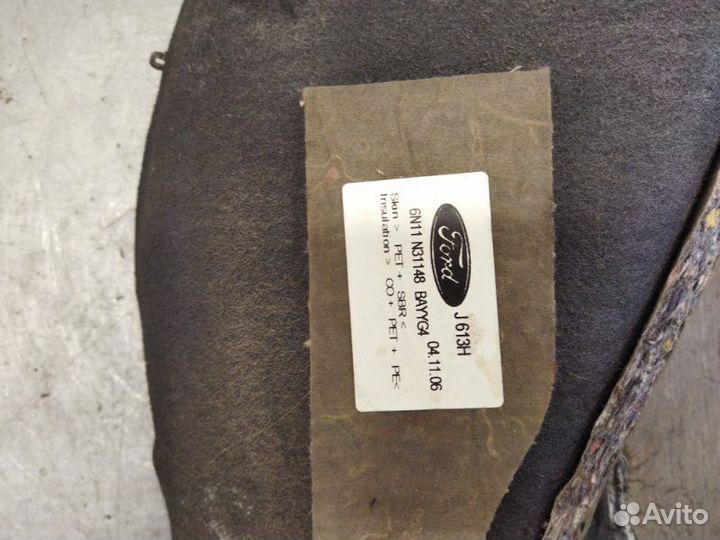 Ford J613H
6N11 N31148 BAYYG4 04.11.06
Skin > PET + SBR <
Insulation > CO + PET + PE<
Avito